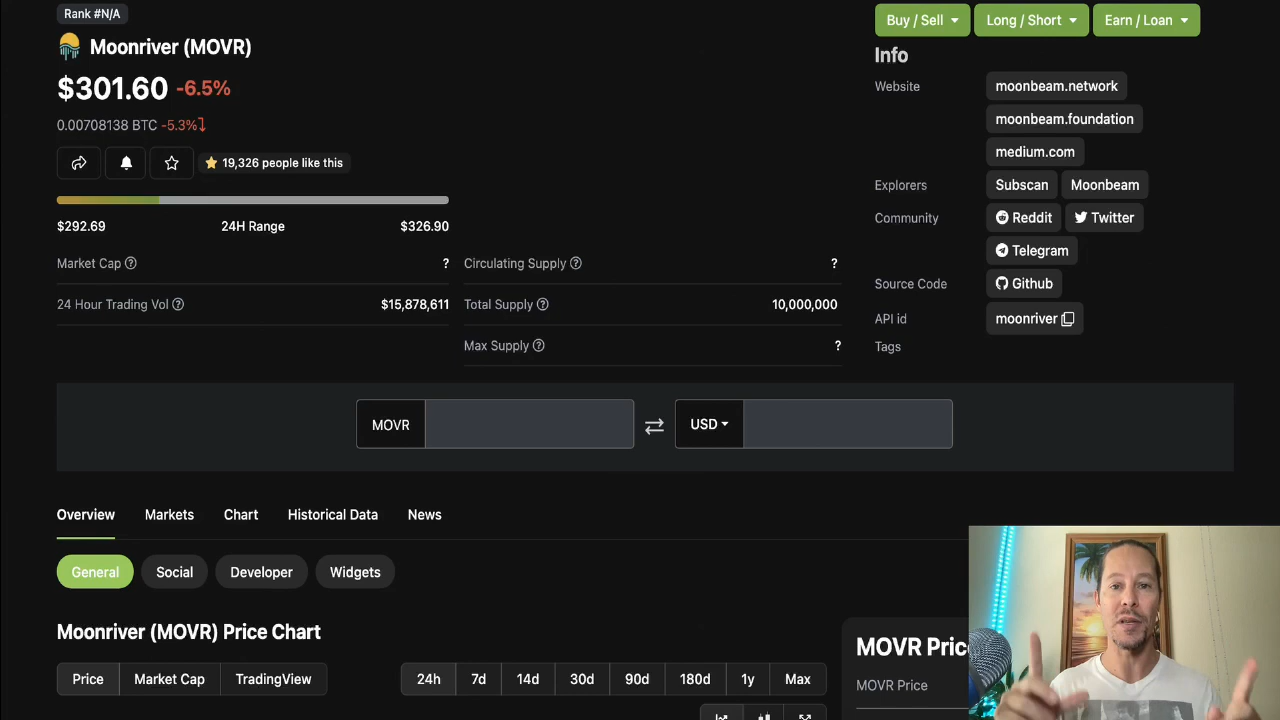 Rank #N/A
Moonriver (MOVR)
$301.60 -6.5%
0.00708138 BTC -5.3%
19,326 people like this
$292.69 24H Range $326.90
Market Cap ?
24 Hour Trading Vol $15,878,611
Circulating Supply ?
Total Supply 10,000,000
Max Supply ?
Buy / Sell Long / Short Earn / Loan
Info
Website moonbeam.network
moonbeam.foundation
medium.com
Explorers Subscan Moonbeam
Community Reddit Twitter
Telegram
Source Code Github
API id moonriver
Tags
MOVR USD
Overview Markets Chart Historical Data News
General Social Developer Widgets
Moonriver (MOVR) Price Chart
Price Market Cap TradingView 24h 7d 14d 30d 90d 180d 1y Max
MOVR Pric
MOVR Price